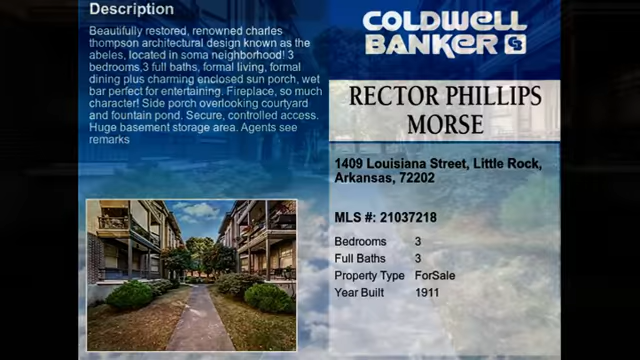 Description
Beautifully restored, renowned charles
thompson architectural design known as the
abeles, located in soma neighborhood! 3
bedrooms,3 full baths, formal living, formal
dining plus charming enclosed sun porch, wet
bar perfect for entertaining. Fireplace, so much
character! Side porch overlooking courtyard
and fountain pond. Secure, controlled access.
Huge basement storage area. Agents see
remarks
COLDWELL
BANKER CB
RECTOR PHILLIPS
MORSE
1409 Louisiana Street, Little Rock,
Arkansas, 72202
MLS #: 21037218
Bedrooms 3
Full Baths 3
Property Type ForSale
Year Built 1911